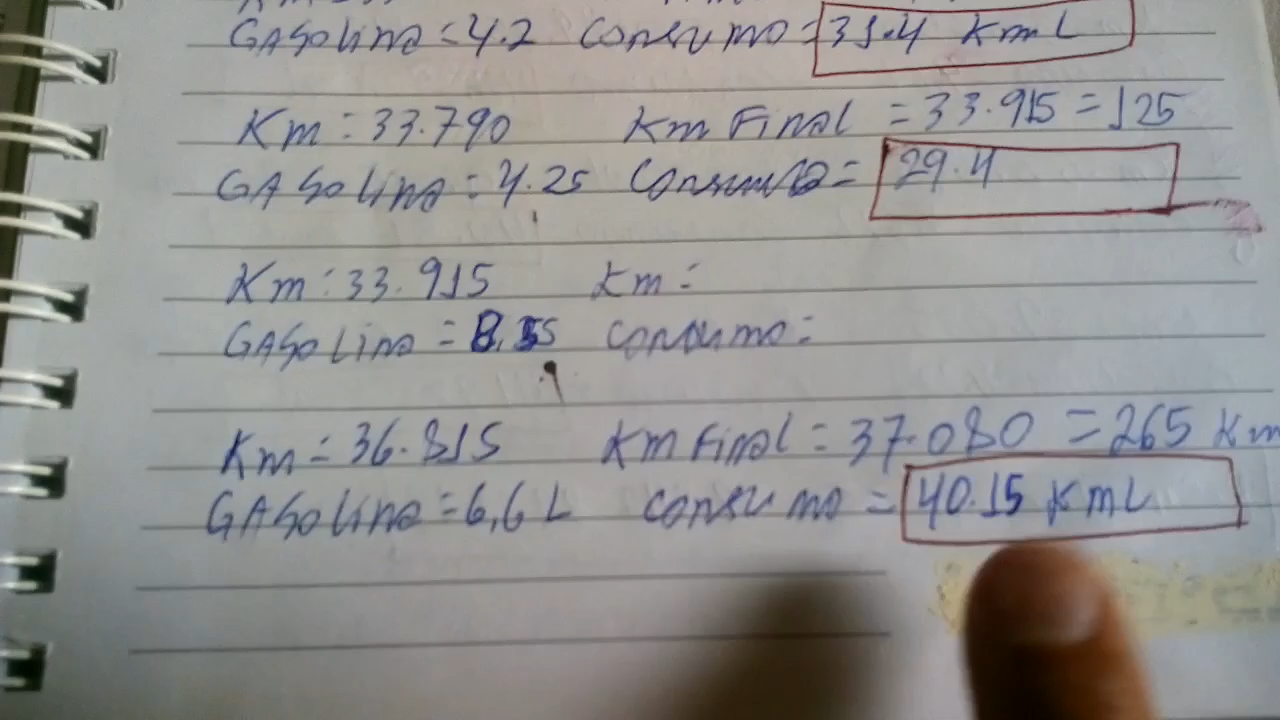 GASolina = 4.2 Consumo = 31.4 Km L
Km = 33.790 Km Final = 33.915 = 125
GASolina = 4.25 Consumo = 29.4
Km : 33.915 Km =
GASolina = Consumo =
Km = 36.815 Km Final = 37.080 = 265 Km
GASolina = 6,6 L Consumo = 40.15 Km L